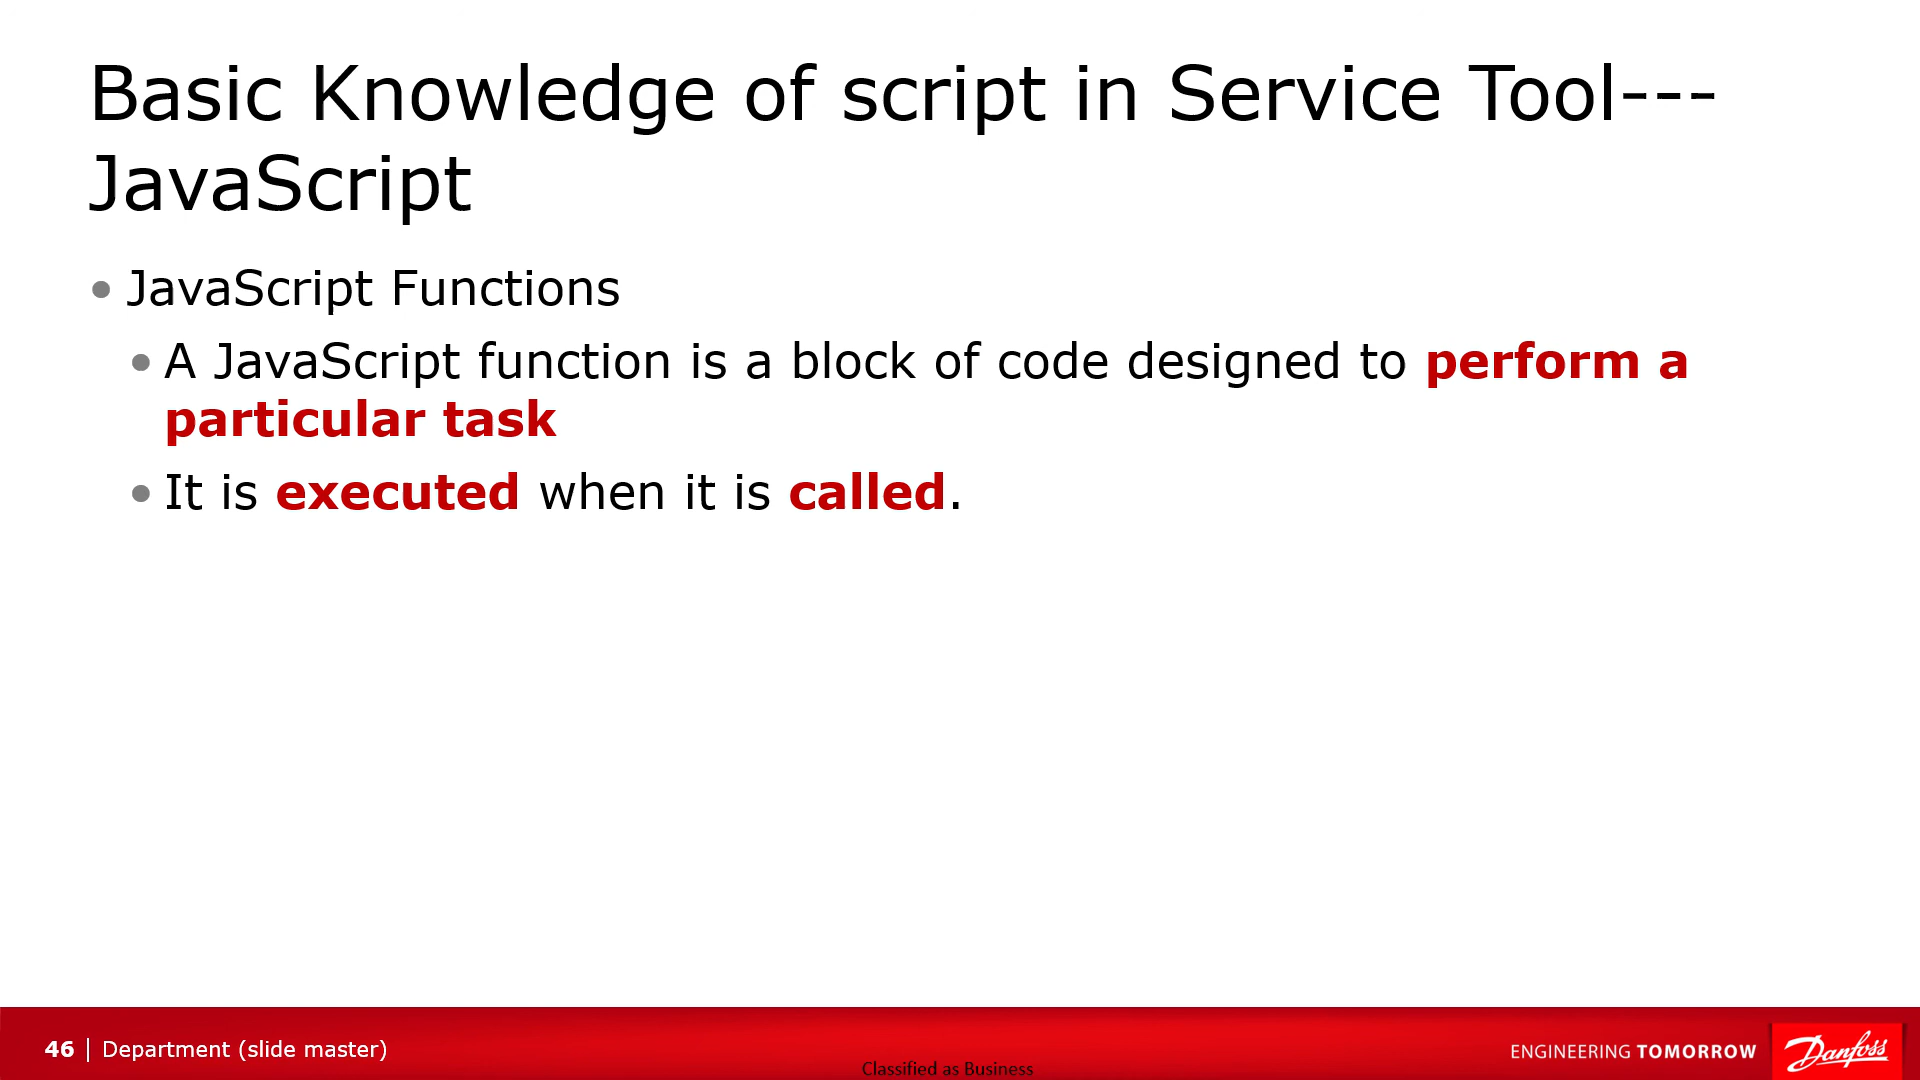 Basic Knowledge of script in Service Tool---
JavaScript
• JavaScript Functions
• A JavaScript function is a block of code designed to perform a
particular task
• It is executed when it is called.
46 | Department (slide master)
Classified as Business
ENGINEERING TOMORROW
Danfoss